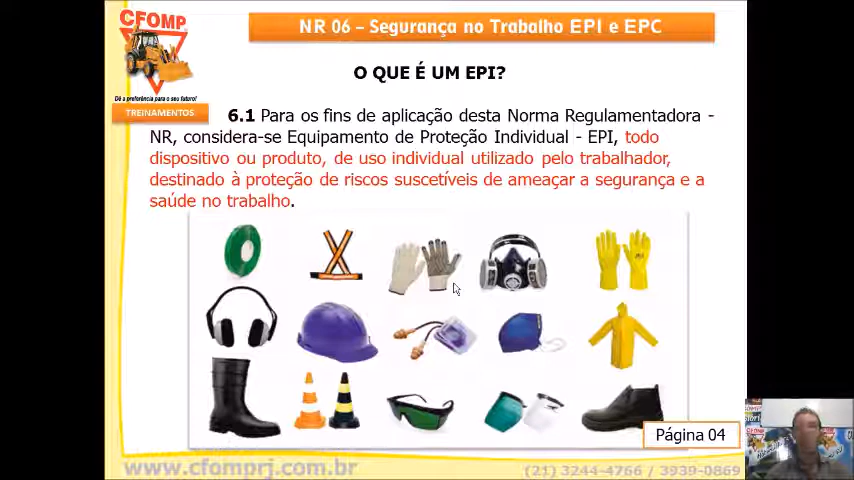 CFOMP
Dê a preferência para o seu futuro!
TREINAMENTOS
NR 06 – Segurança no Trabalho EPI e EPC
O QUE É UM EPI?
6.1 Para os fins de aplicação desta Norma Regulamentadora -
NR, considera-se Equipamento de Proteção Individual - EPI, todo
dispositivo ou produto, de uso individual utilizado pelo trabalhador,
destinado à proteção de riscos suscetíveis de ameaçar a segurança e a
saúde no trabalho.
Página 04
www.cfomprj.com.br
(21) 3244-4766 / 3939-0869
CFOMP